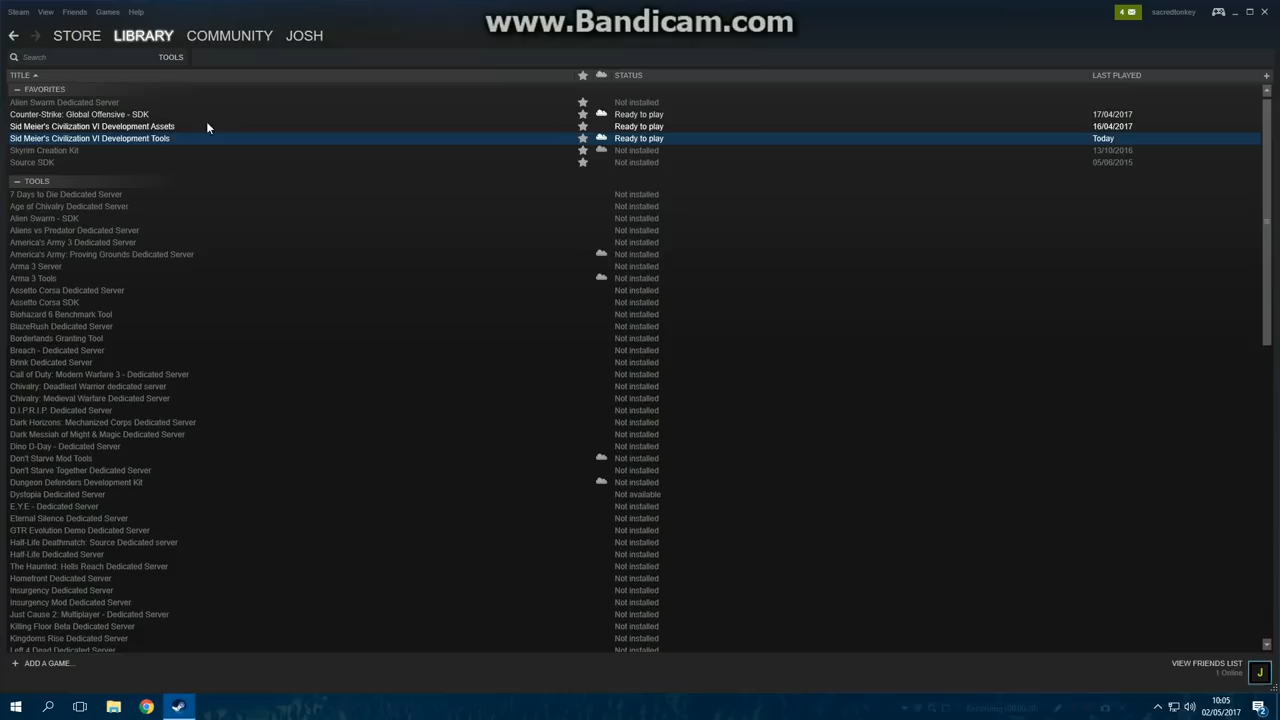 Steam View Friends Games Help
www.Bandicam.com
4 sacredtonkey
STORE LIBRARY COMMUNITY JOSH
Search TOOLS
TITLE STATUS LAST PLAYED +
— FAVORITES
Alien Swarm Dedicated Server Not installed
Counter-Strike: Global Offensive - SDK Ready to play 17/04/2017
Sid Meier's Civilization VI Development Assets Ready to play 16/04/2017
Sid Meier's Civilization VI Development Tools Ready to play Today
Skyrim Creation Kit Not installed 13/10/2016
Source SDK Not installed 05/06/2015
— TOOLS
7 Days to Die Dedicated Server Not installed
Age of Chivalry Dedicated Server Not installed
Alien Swarm - SDK Not installed
Aliens vs Predator Dedicated Server Not installed
America's Army 3 Dedicated Server Not installed
America's Army: Proving Grounds Dedicated Server Not installed
Arma 3 Server Not installed
Arma 3 Tools Not installed
Assetto Corsa Dedicated Server Not installed
Assetto Corsa SDK Not installed
Biohazard 6 Benchmark Tool Not installed
BlazeRush Dedicated Server Not installed
Borderlands Granting Tool Not installed
Breach - Dedicated Server Not installed
Brink Dedicated Server Not installed
Call of Duty: Modern Warfare 3 - Dedicated Server Not installed
Chivalry: Deadliest Warrior dedicated server Not installed
Chivalry: Medieval Warfare Dedicated Server Not installed
D.I.P.R.I.P. Dedicated Server Not installed
Dark Horizons: Mechanized Corps Dedicated Server Not installed
Dark Messiah of Might & Magic Dedicated Server Not installed
Dino D-Day - Dedicated Server Not installed
Don't Starve Mod Tools Not installed
Don't Starve Together Dedicated Server Not installed
Dungeon Defenders Development Kit Not installed
Dystopia Dedicated Server Not available
E.Y.E - Dedicated Server Not installed
Eternal Silence Dedicated Server Not installed
GTR Evolution Demo Dedicated Server Not installed
Half-Life Deathmatch: Source Dedicated server Not installed
Half-Life Dedicated Server Not installed
The Haunted: Hells Reach Dedicated Server Not installed
Homefront Dedicated Server Not installed
Insurgency Dedicated Server Not installed
Insurgency Mod Dedicated Server Not installed
Just Cause 2: Multiplayer - Dedicated Server Not installed
Killing Floor Beta Dedicated Server Not installed
Kingdoms Rise Dedicated Server Not installed
Left 4 Dead Dedicated Server Not installed
+ ADD A GAME... VIEW FRIENDS LIST
1 Online
J
10:05
02/05/2017
2